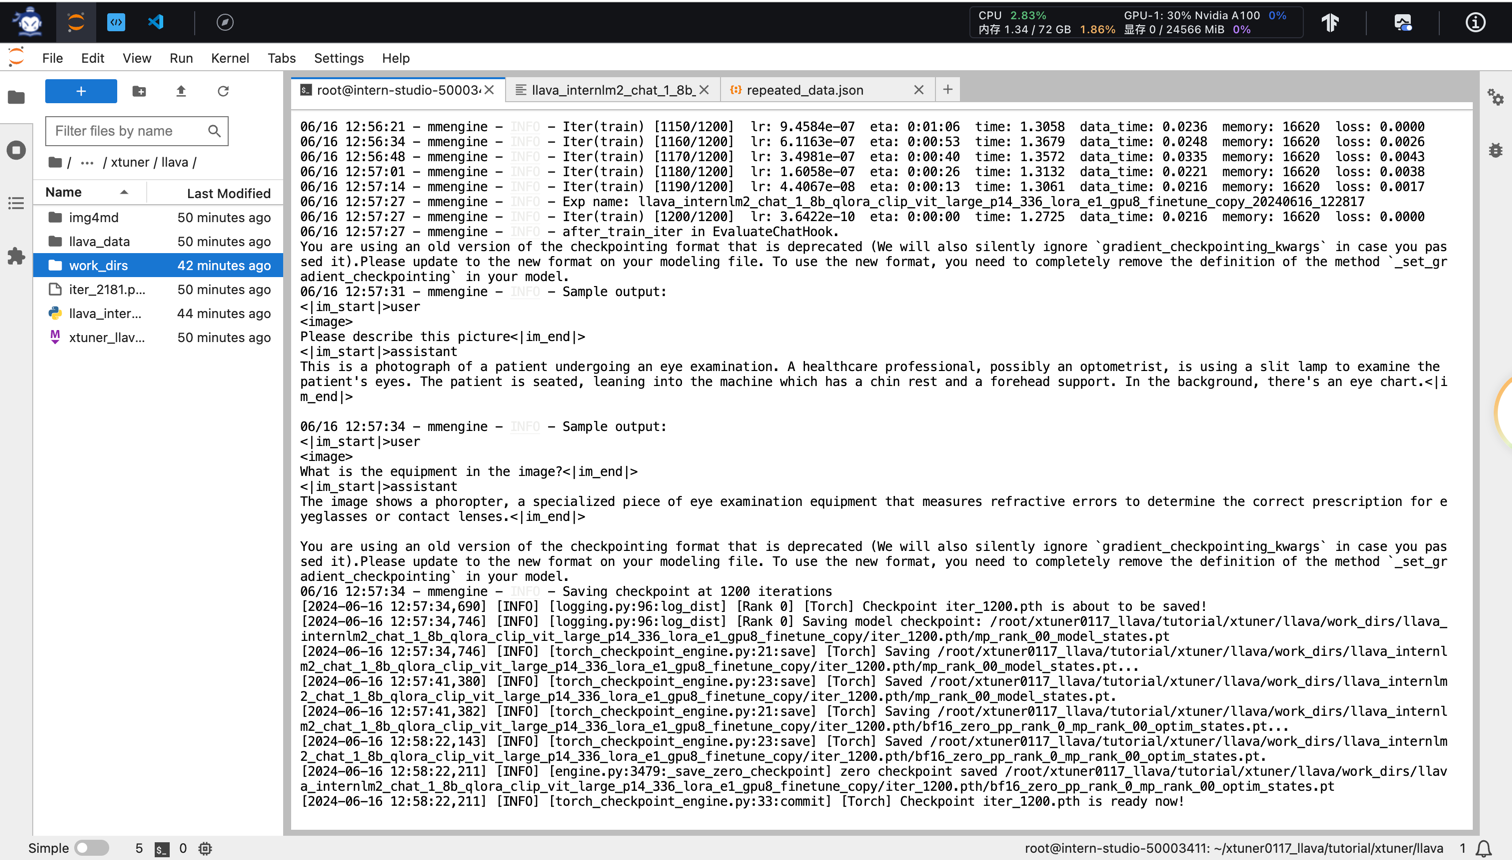 CPU 2.83% GPU-1: 30% Nvidia A100 0%
内存 1.34 / 72 GB 1.86% 显存 0 / 24566 MiB 0%
File Edit View Run Kernel Tabs Settings Help
root@intern-studio-50003 llava_internlm2_chat_1_8b_ repeated_data.json
Filter files by name
/ ··· / xtuner / llava /
Name Last Modified
img4md 50 minutes ago
llava_data 50 minutes ago
work_dirs 42 minutes ago
iter_2181.p... 50 minutes ago
llava_inter... 44 minutes ago
xtuner_llav... 50 minutes ago
06/16 12:56:21 - mmengine - INFO - Iter(train) [1150/1200] lr: 9.4584e-07 eta: 0:01:06 time: 1.3058 data_time: 0.0236 memory: 16620 loss: 0.0000
06/16 12:56:34 - mmengine - INFO - Iter(train) [1160/1200] lr: 6.1163e-07 eta: 0:00:53 time: 1.3679 data_time: 0.0248 memory: 16620 loss: 0.0026
06/16 12:56:48 - mmengine - INFO - Iter(train) [1170/1200] lr: 3.4981e-07 eta: 0:00:40 time: 1.3572 data_time: 0.0335 memory: 16620 loss: 0.0043
06/16 12:57:01 - mmengine - INFO - Iter(train) [1180/1200] lr: 1.6058e-07 eta: 0:00:26 time: 1.3132 data_time: 0.0221 memory: 16620 loss: 0.0038
06/16 12:57:14 - mmengine - INFO - Iter(train) [1190/1200] lr: 4.4067e-08 eta: 0:00:13 time: 1.3061 data_time: 0.0216 memory: 16620 loss: 0.0017
06/16 12:57:27 - mmengine - INFO - Exp name: llava_internlm2_chat_1_8b_qlora_clip_vit_large_p14_336_lora_e1_gpu8_finetune_copy_20240616_122817
06/16 12:57:27 - mmengine - INFO - Iter(train) [1200/1200] lr: 3.6422e-10 eta: 0:00:00 time: 1.2725 data_time: 0.0216 memory: 16620 loss: 0.0000
06/16 12:57:27 - mmengine - INFO - after_train_iter in EvaluateChatHook.
You are using an old version of the checkpointing format that is deprecated (We will also silently ignore `gradient_checkpointing_kwargs` in case you pas
sed it).Please update to the new format on your modeling file. To use the new format, you need to completely remove the definition of the method `_set_gr
adient_checkpointing` in your model.
06/16 12:57:31 - mmengine - INFO - Sample output:
<|im_start|>user
<image>
Please describe this picture<|im_end|>
<|im_start|>assistant
This is a photograph of a patient undergoing an eye examination. A healthcare professional, possibly an optometrist, is using a slit lamp to examine the
patient's eyes. The patient is seated, leaning into the machine which has a chin rest and a forehead support. In the background, there's an eye chart.<|i
m_end|>
06/16 12:57:34 - mmengine - INFO - Sample output:
<|im_start|>user
<image>
What is the equipment in the image?<|im_end|>
<|im_start|>assistant
The image shows a phoropter, a specialized piece of eye examination equipment that measures refractive errors to determine the correct prescription for e
yeglasses or contact lenses.<|im_end|>
You are using an old version of the checkpointing format that is deprecated (We will also silently ignore `gradient_checkpointing_kwargs` in case you pas
sed it).Please update to the new format on your modeling file. To use the new format, you need to completely remove the definition of the method `_set_gr
adient_checkpointing` in your model.
06/16 12:57:34 - mmengine - INFO - Saving checkpoint at 1200 iterations
[2024-06-16 12:57:34,690] [INFO] [logging.py:96:log_dist] [Rank 0] [Torch] Checkpoint iter_1200.pth is about to be saved!
[2024-06-16 12:57:34,746] [INFO] [logging.py:96:log_dist] [Rank 0] Saving model checkpoint: /root/xtuner0117_llava/tutorial/xtuner/llava/work_dirs/llava_
internlm2_chat_1_8b_qlora_clip_vit_large_p14_336_lora_e1_gpu8_finetune_copy/iter_1200.pth/mp_rank_00_model_states.pt
[2024-06-16 12:57:34,746] [INFO] [torch_checkpoint_engine.py:21:save] [Torch] Saving /root/xtuner0117_llava/tutorial/xtuner/llava/work_dirs/llava_internl
m2_chat_1_8b_qlora_clip_vit_large_p14_336_lora_e1_gpu8_finetune_copy/iter_1200.pth/mp_rank_00_model_states.pt...
[2024-06-16 12:57:41,380] [INFO] [torch_checkpoint_engine.py:23:save] [Torch] Saved /root/xtuner0117_llava/tutorial/xtuner/llava/work_dirs/llava_internlm
2_chat_1_8b_qlora_clip_vit_large_p14_336_lora_e1_gpu8_finetune_copy/iter_1200.pth/mp_rank_00_model_states.pt.
[2024-06-16 12:57:41,382] [INFO] [torch_checkpoint_engine.py:21:save] [Torch] Saving /root/xtuner0117_llava/tutorial/xtuner/llava/work_dirs/llava_internl
m2_chat_1_8b_qlora_clip_vit_large_p14_336_lora_e1_gpu8_finetune_copy/iter_1200.pth/bf16_zero_pp_rank_0_mp_rank_00_optim_states.pt...
[2024-06-16 12:58:22,143] [INFO] [torch_checkpoint_engine.py:23:save] [Torch] Saved /root/xtuner0117_llava/tutorial/xtuner/llava/work_dirs/llava_internlm
2_chat_1_8b_qlora_clip_vit_large_p14_336_lora_e1_gpu8_finetune_copy/iter_1200.pth/bf16_zero_pp_rank_0_mp_rank_00_optim_states.pt.
[2024-06-16 12:58:22,211] [INFO] [engine.py:3479:_save_zero_checkpoint] zero checkpoint saved /root/xtuner0117_llava/tutorial/xtuner/llava/work_dirs/llav
a_internlm2_chat_1_8b_qlora_clip_vit_large_p14_336_lora_e1_gpu8_finetune_copy/iter_1200.pth/bf16_zero_pp_rank_0_mp_rank_00_optim_states.pt
[2024-06-16 12:58:22,211] [INFO] [torch_checkpoint_engine.py:33:commit] [Torch] Checkpoint iter_1200.pth is ready now!
Simple 5 0 root@intern-studio-50003411: ~/xtuner0117_llava/tutorial/xtuner/llava 1